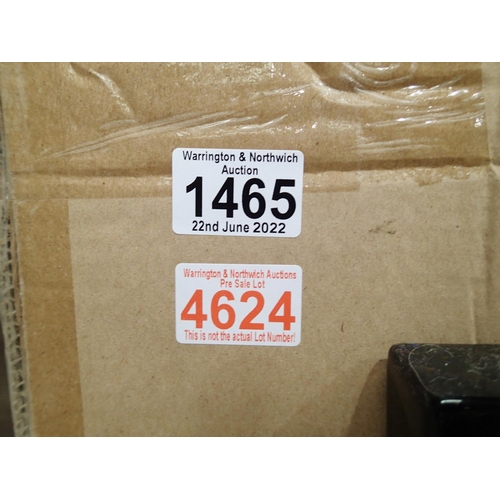 Warrington & Northwich
Auction
1465
22nd June 2022
Warrington & Northwich Auctions
Pre Sale Lot
4624
This is not the actual Lot Number!